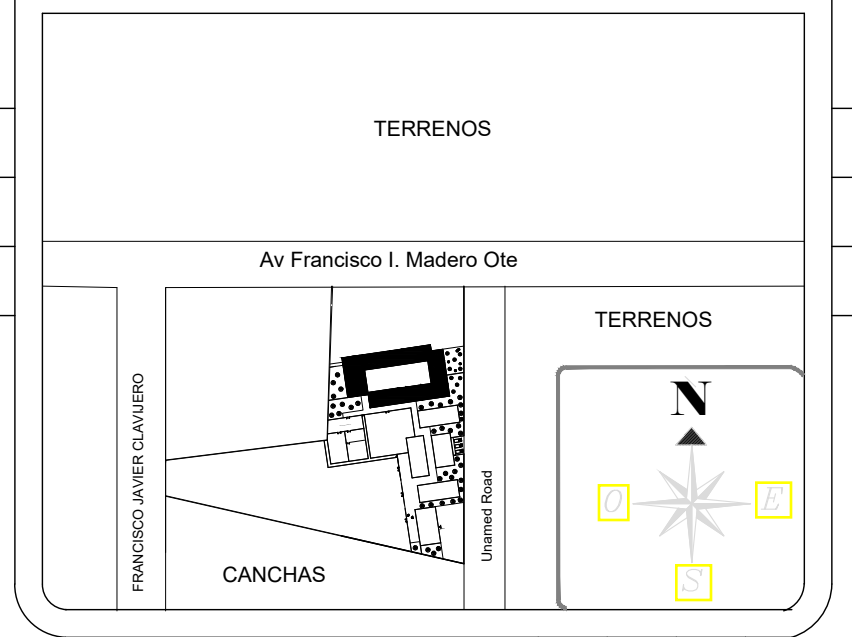 TERRENOS
Av Francisco I. Madero Ote
TERRENOS
FRANCISCO JAVIER CLAVIJERO
N
O
E
Unamed Road
CANCHAS
S